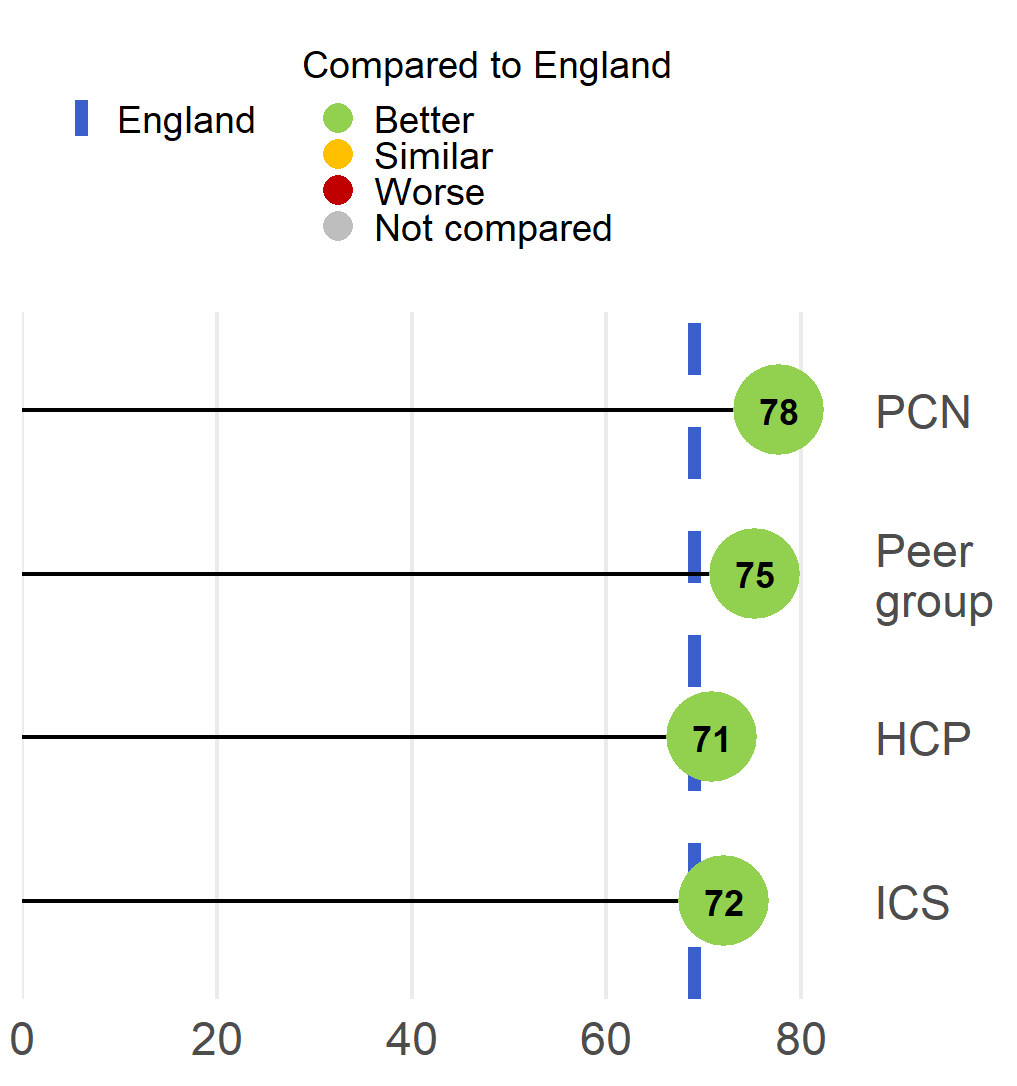 Compared to England
England
Better
Similar
Worse
Not compared
78
PCN
75
Peer
group
71
HCP
72
ICS
0 20 40 60 80